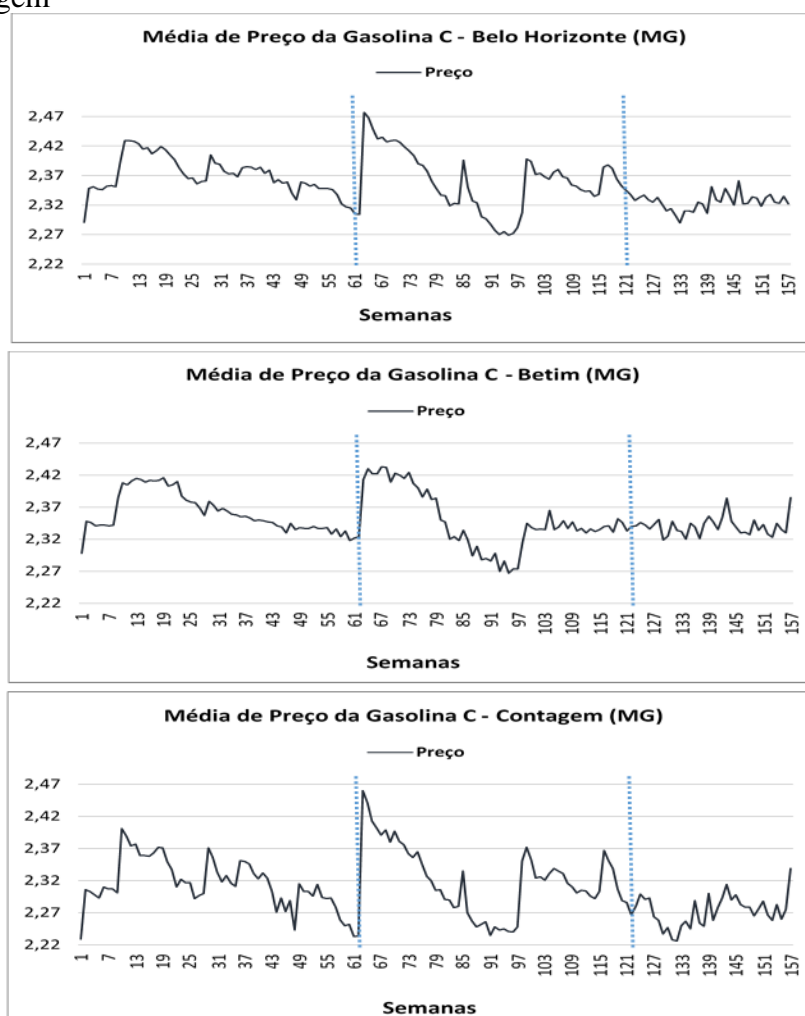 gem
Média de Preço da Gasolina C - Belo Horizonte (MG)
Preço
2,47
2,42
2,37
2,32
2,27
2,22
1 7 13 19 25 31 37 43 49 55 61 67 73 79 85 91 97 103 109 115 121 127 133 139 145 151 157
Semanas
Média de Preço da Gasolina C - Betim (MG)
Preço
2,47
2,42
2,37
2,32
2,27
2,22
1 7 13 19 25 31 37 43 49 55 61 67 73 79 85 91 97 103 109 115 121 127 133 139 145 151 157
Semanas
Média de Preço da Gasolina C - Contagem (MG)
Preço
2,47
2,42
2,37
2,32
2,27
2,22
1 7 13 19 25 31 37 43 49 55 61 67 73 79 85 91 97 103 109 115 121 127 133 139 145 151 157
Semanas